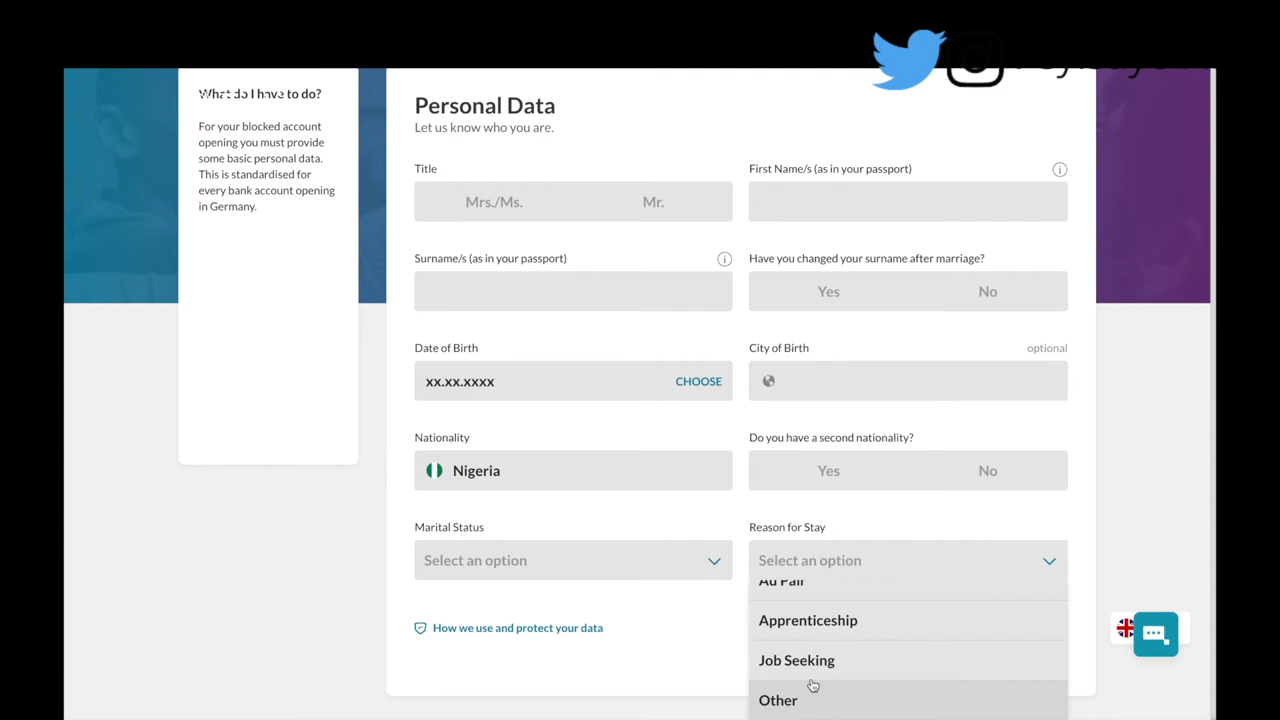 What do I have to do?
For your blocked account
opening you must provide
some basic personal data.
This is standardised for
every bank account opening
in Germany.
Personal Data
Let us know who you are.
Title
Mrs./Ms.
Mr.
First Name/s (as in your passport)
Surname/s (as in your passport)
Have you changed your surname after marriage?
Yes
No
Date of Birth
xx.xx.xxxx
CHOOSE
City of Birth
optional
Nationality
Nigeria
Do you have a second nationality?
Yes
No
Marital Status
Select an option
Reason for Stay
Select an option
Au Pair
Apprenticeship
Job Seeking
Other
How we use and protect your data